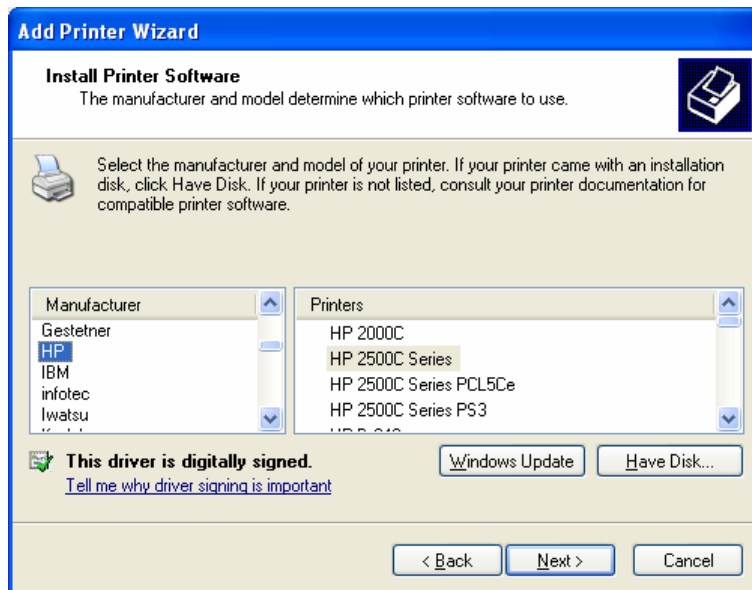 Add Printer Wizard
Install Printer Software
The manufacturer and model determine which printer software to use.
Select the manufacturer and model of your printer. If your printer came with an installation
disk, click Have Disk. If your printer is not listed, consult your printer documentation for
compatible printer software.
Manufacturer
Gestetner
HP
IBM
infotec
Iwatsu
Printers
HP 2000C
HP 2500C Series
HP 2500C Series PCL5Ce
HP 2500C Series PS3
This driver is digitally signed.
Tell me why driver signing is important
Windows Update
Have Disk...
< Back
Next >
Cancel